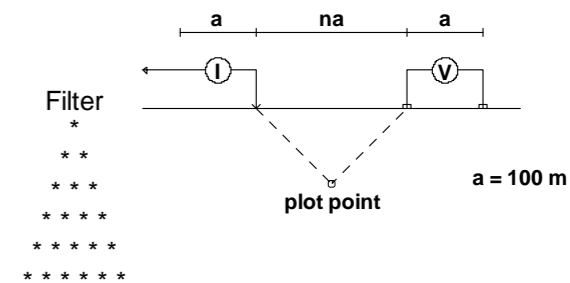 a na a
I V
Filter
*
* *
* * *
* * * *
* * * * *
* * * * * *
a = 100 m
plot point